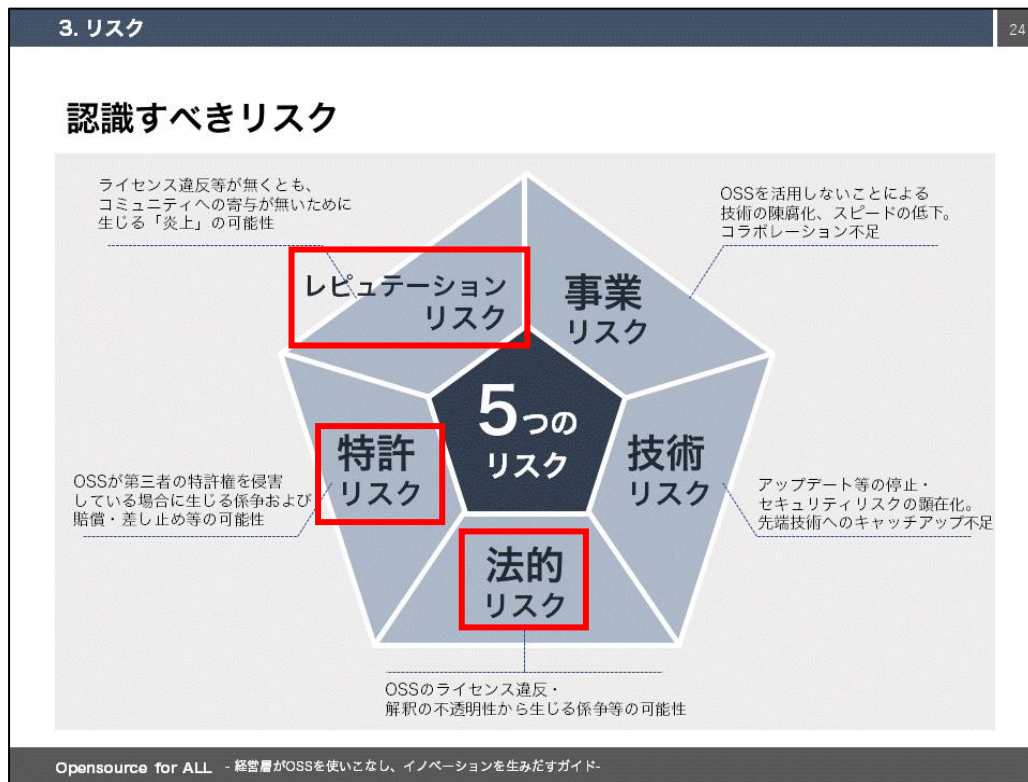 3. リスク
24
認識すべきリスク
ライセンス違反等が無くとも、
コミュニティへの寄与が無いために
生じる「炎上」の可能性
OSSを活用しないことによる
技術の陳腐化、スピードの低下。
コラボレーション不足
レピュテーション
リスク
事業
リスク
5つの
リスク
特許
リスク
技術
リスク
OSSが第三者の特許権を侵害
している場合に生じる係争および
賠償・差し止め等の可能性
アップデート等の停止・
セキュリティリスクの顕在化。
先端技術へのキャッチアップ不足
法的
リスク
OSSのライセンス違反・
解釈の不透明性から生じる係争等の可能性
Opensource for ALL - 経営層がOSSを使いこなし、イノベーションを生みだすガイド-